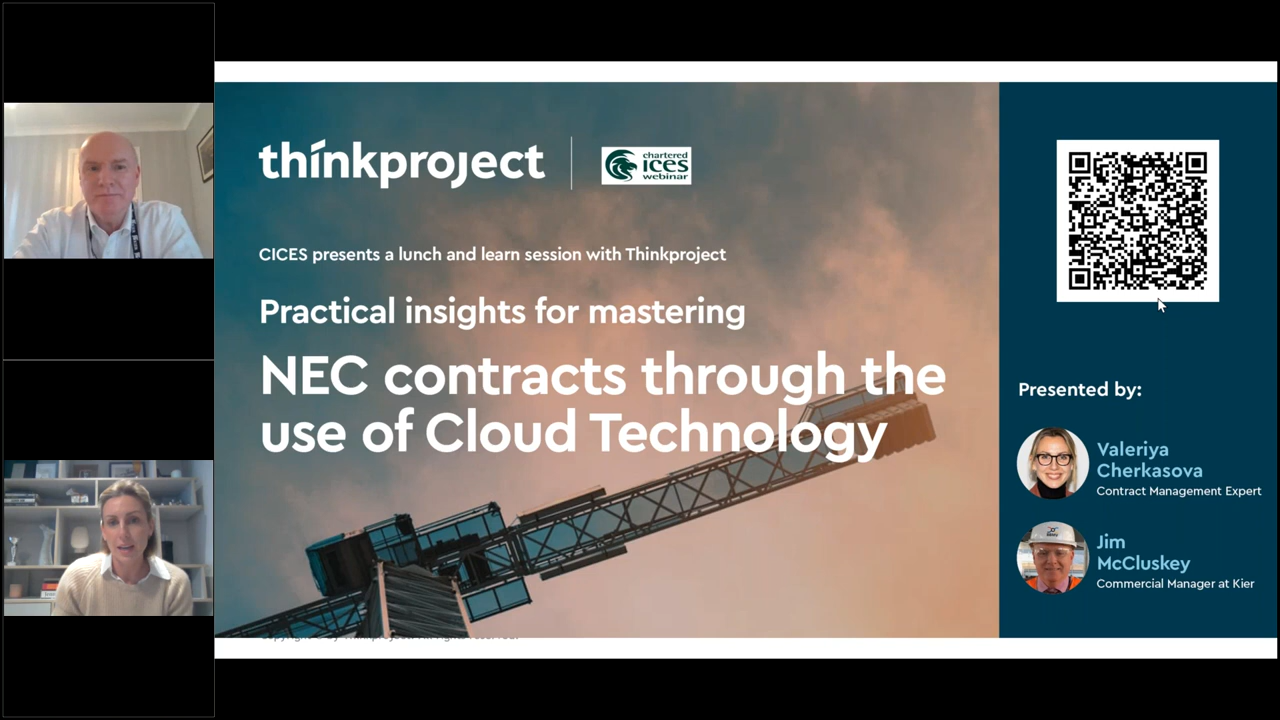 thinkproject
chartered
ices
webinar
CICES presents a lunch and learn session with Thinkproject
Practical insights for mastering
NEC contracts through the
use of Cloud Technology
Presented by:
Valeriya
Cherkasova
Contract Management Expert
Jim
McCluskey
Commercial Manager at Kier